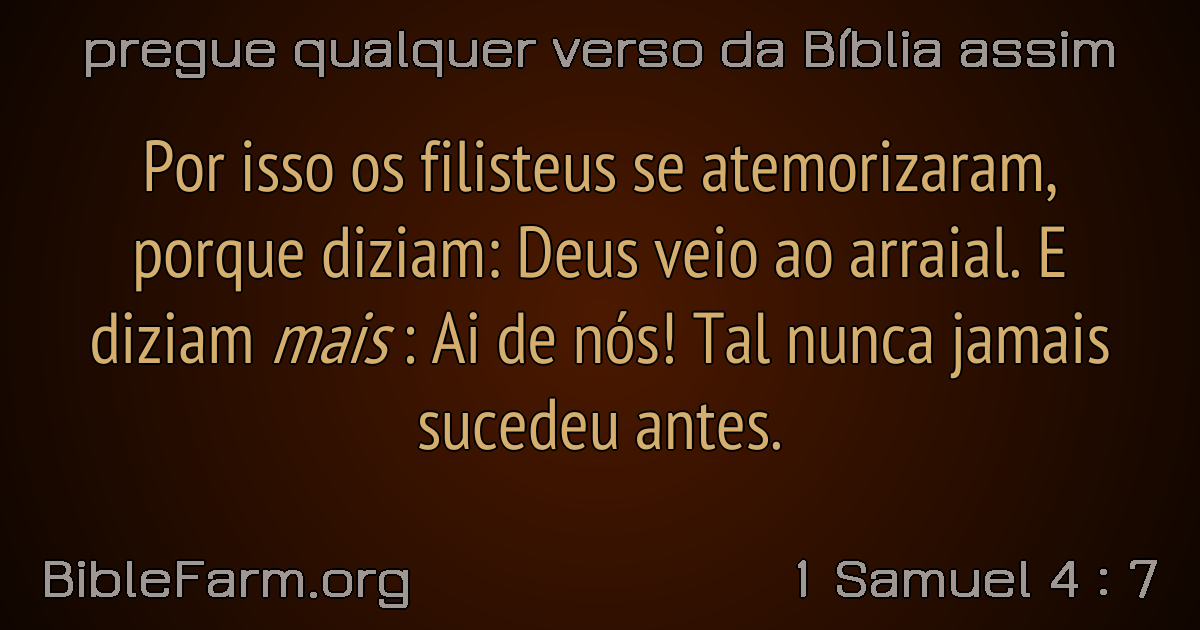 pregue qualquer verso da Bíblia assim
Por isso os filisteus se atemorizaram,
porque diziam: Deus veio ao arraial. E
diziam mais : Ai de nós! Tal nunca jamais
sucedeu antes.
BibleFarm.org
1 Samuel 4 : 7